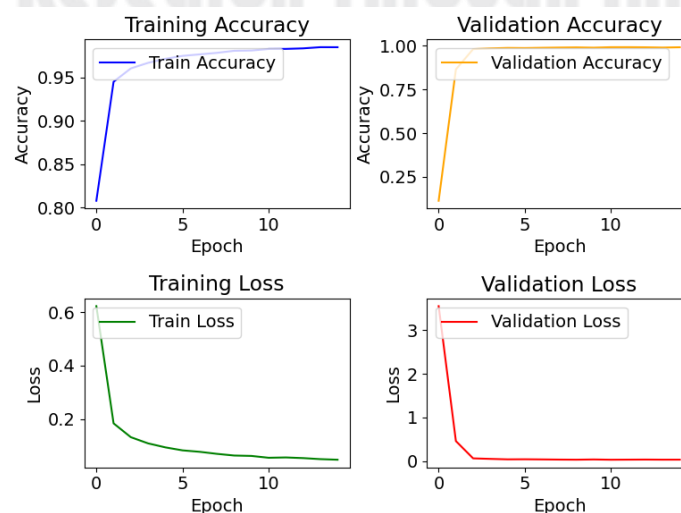 Training Accuracy
Train Accuracy
0.95
0.90
0.85
0.80
Accuracy
0
5
10
Epoch
Validation Accuracy
Validation Accuracy
1.00
0.75
0.50
0.25
Accuracy
0
5
10
Epoch
Training Loss
Train Loss
0.6
0.4
0.2
Loss
0
5
10
Epoch
Validation Loss
Validation Loss
3
2
1
0
Loss
0
5
10
Epoch